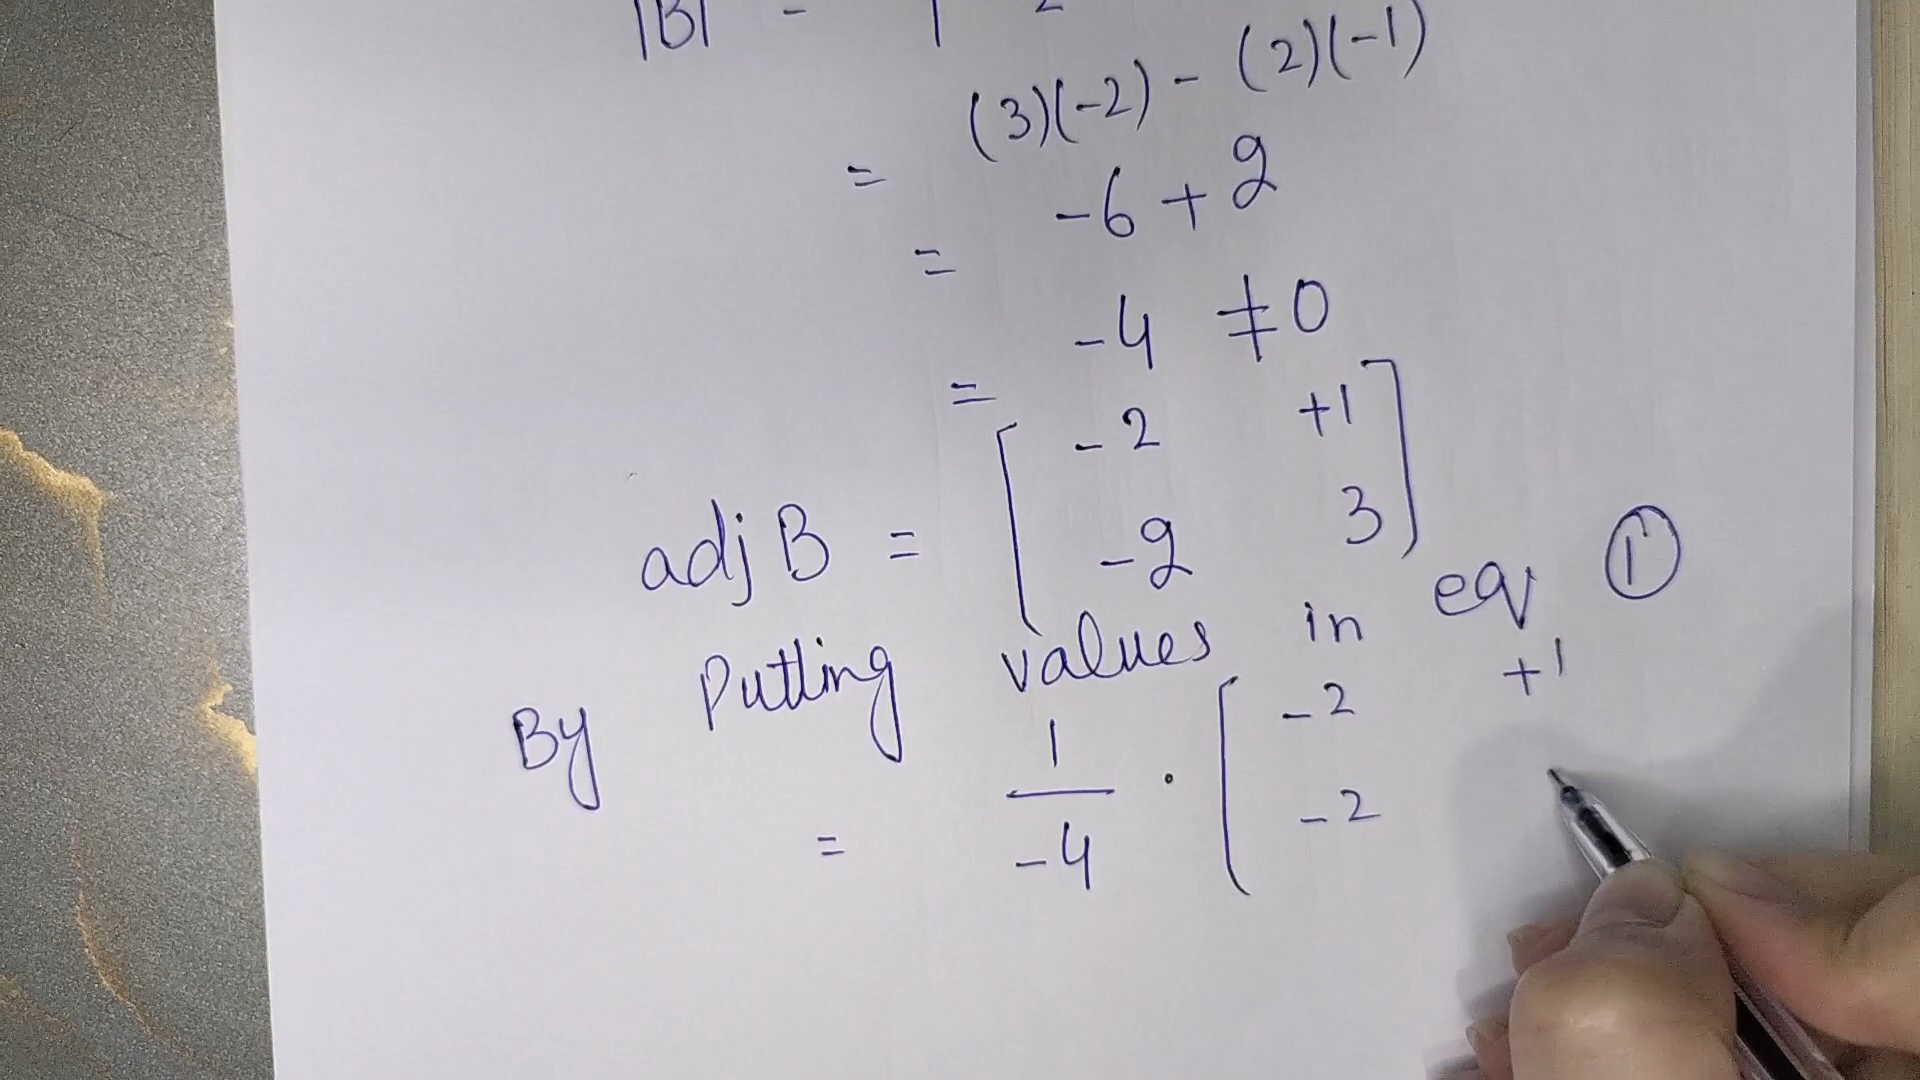 |B| =
(3)(-2) - (2)(-1)
= -6 + 2
= -4 ≠ 0
=
adj B = [ -2 +1
-2 3 ]
By Putting values in eq ①
= 1/-4 · [ -2 +1
-2